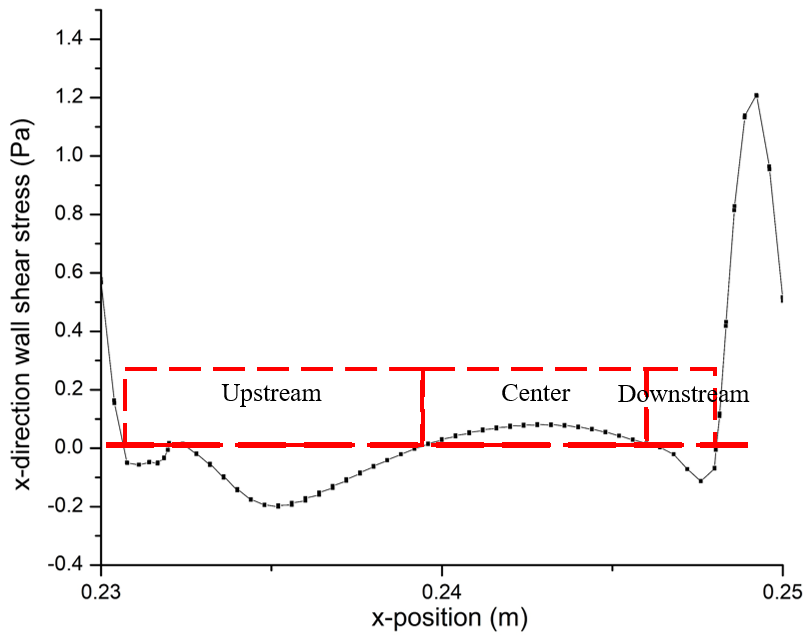 x-direction wall shear stress (Pa)
1.4
1.2
1.0
0.8
0.6
0.4
0.2
0.0
-0.2
-0.4
Upstream
Center
Downstream
0.23
0.24
0.25
x-position (m)